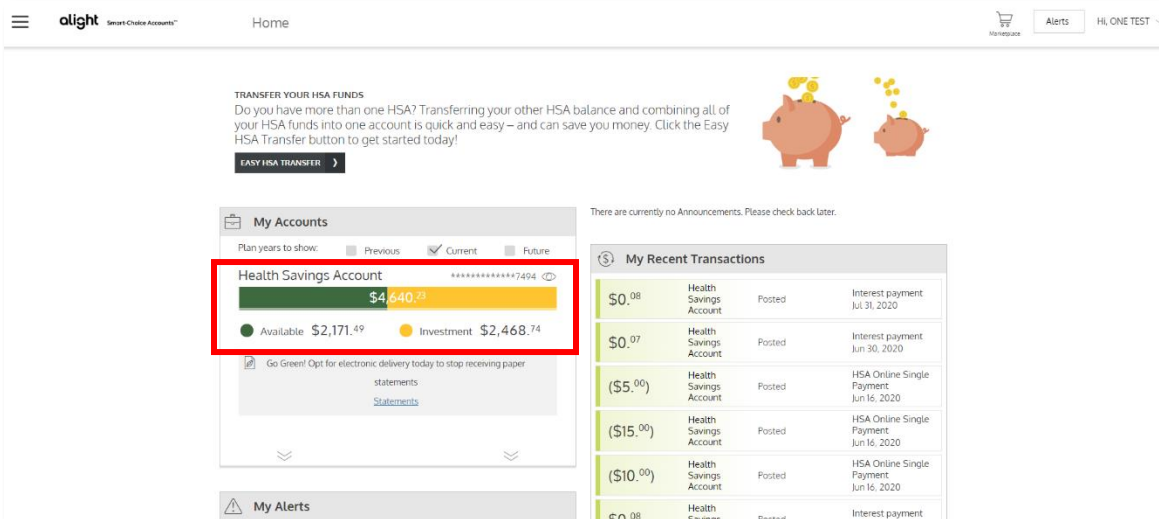 alight Smart-Choice Accounts™
Home
Marketplace
Alerts
Hi, ONE TEST
TRANSFER YOUR HSA FUNDS
Do you have more than one HSA? Transferring your other HSA balance and combining all of
your HSA funds into one account is quick and easy – and can save you money. Click the Easy
HSA Transfer button to get started today!
EASY HSA TRANSFER
My Accounts
Plan years to show: Previous Current Future
Health Savings Account *************7494
$4,640.23
Available $2,171.49 Investment $2,468.74
Go Green! Opt for electronic delivery today to stop receiving paper
statements
Statements
My Alerts
There are currently no Announcements. Please check back later.
My Recent Transactions
$0.08
Health
Savings
Account
Posted
Interest payment
Jul 31, 2020
$0.07
Health
Savings
Account
Posted
Interest payment
Jun 30, 2020
($5.00)
Health
Savings
Account
Posted
HSA Online Single
Payment
Jun 16, 2020
($15.00)
Health
Savings
Account
Posted
HSA Online Single
Payment
Jun 16, 2020
($10.00)
Health
Savings
Account
Posted
HSA Online Single
Payment
Jun 16, 2020
$0.08
Health
Savings
Posted
Interest payment